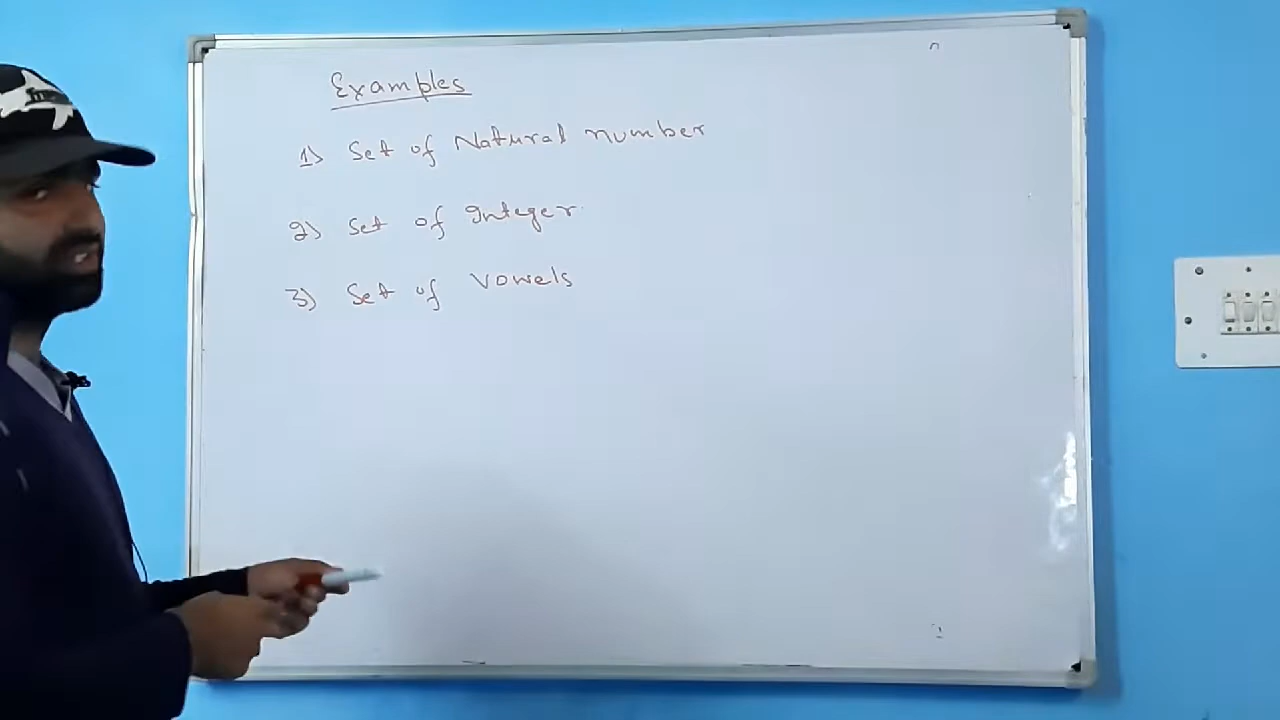 Examples
1) Set of Natural number
2) Set of Integer
3) Set of Vowels